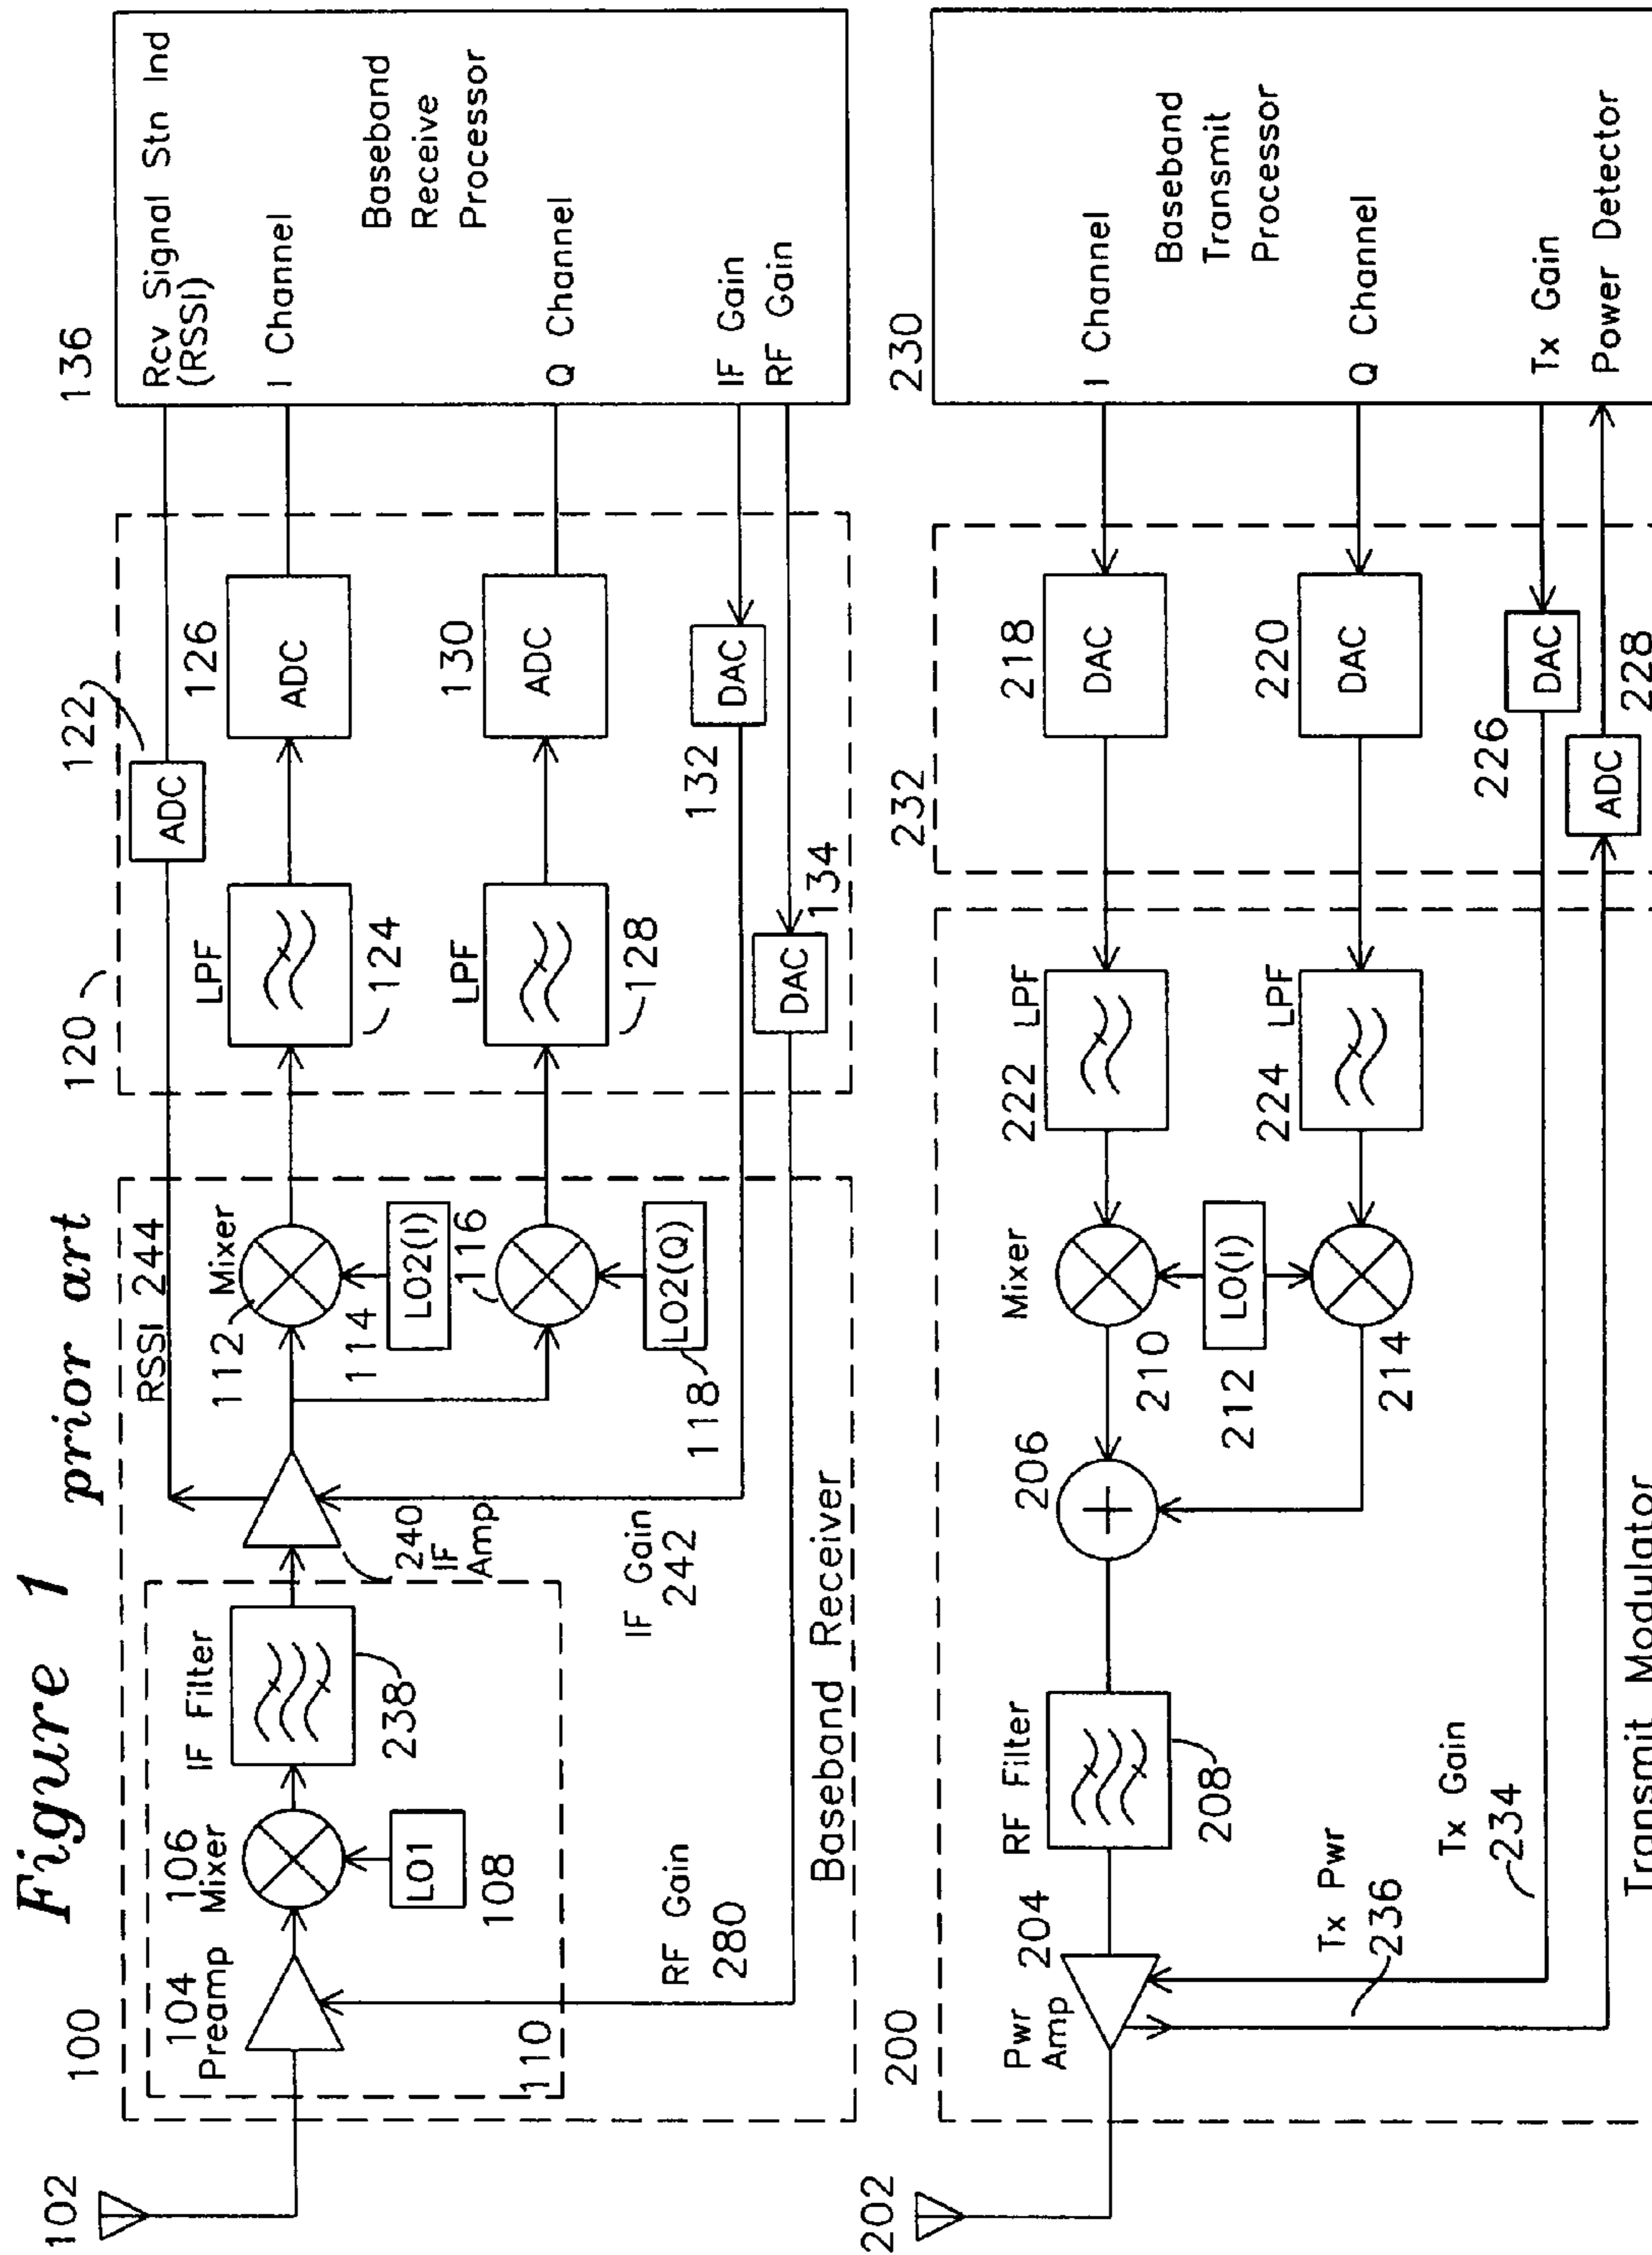 Figure 1
prior art
102
100
104
Preamp
106
Mixer
LO1
108
IF Filter
238
110
RF Gain
280
240
IF
Amp
IF Gain
242
RSSI 244
112
Mixer
114
LO2(I)
116
LO2(Q)
118
Baseband Receiver
120
122
ADC
LPF
124
126
ADC
LPF
128
130
ADC
132
DAC
134
DAC
136
Rcv Signal Stn Ind
(RSSI)
I Channel
Baseband
Receive
Processor
Q Channel
IF Gain
RF Gain
202
200
Pwr
Amp
204
RF Filter
208
206
Mixer
210
LO(I)
212
214
222 LPF
224 LPF
Tx Pwr
236
Tx Gain
234
Transmit Modulator
232
218
DAC
220
DAC
226
DAC
ADC
228
230
I Channel
Baseband
Transmit
Processor
Q Channel
Tx Gain
Power Detector